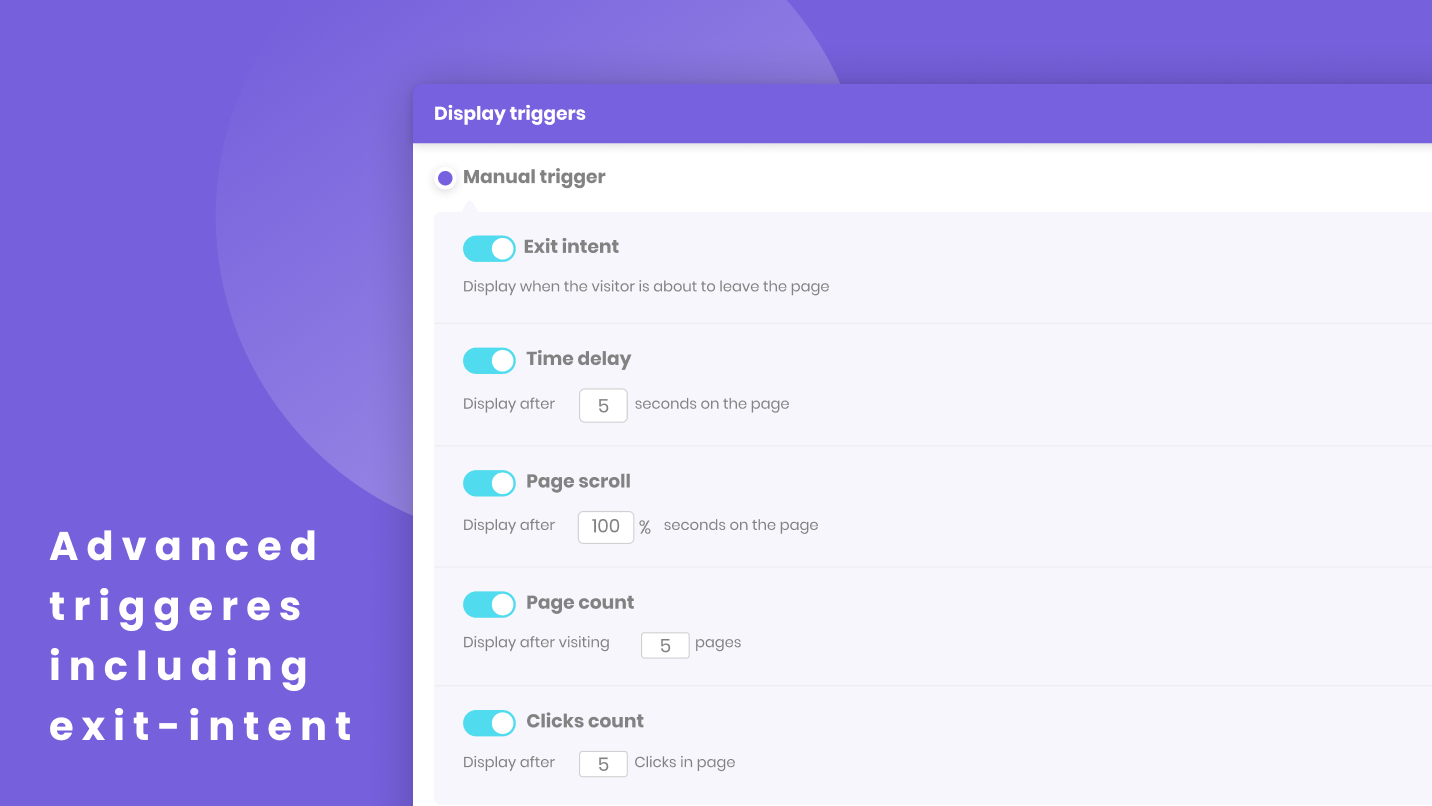 Display triggers
Manual trigger
Exit intent
Display when the visitor is about to leave the page
Time delay
Display after 5 seconds on the page
Page scroll
Display after 100 % seconds on the page
Page count
Display after visiting 5 pages
Clicks count
Display after 5 Clicks in page
Advanced
triggeres
including
exit-intent